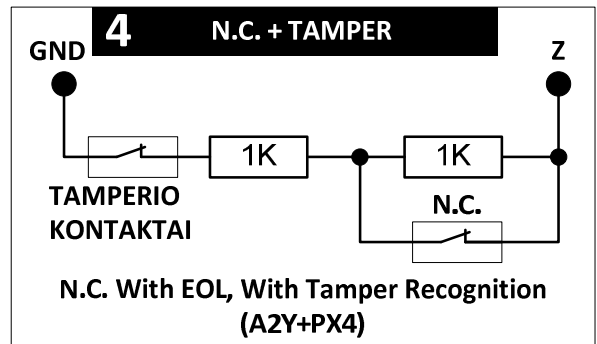 4 N.C. + TAMPER
GND Z
1K 1K
TAMPERIO
KONTAKTAI
N.C.
N.C. With EOL, With Tamper Recognition
(A2Y+PX4)